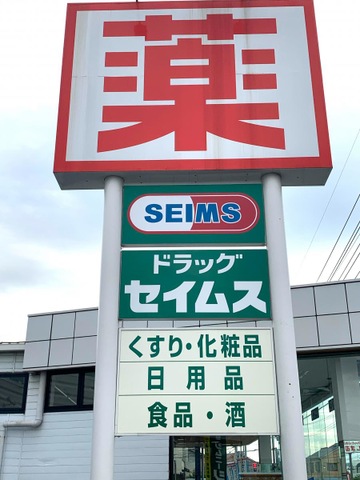 薬
SEIMS
ドラッグ
セイムス
くすり・化粧品
日用品
食品・酒